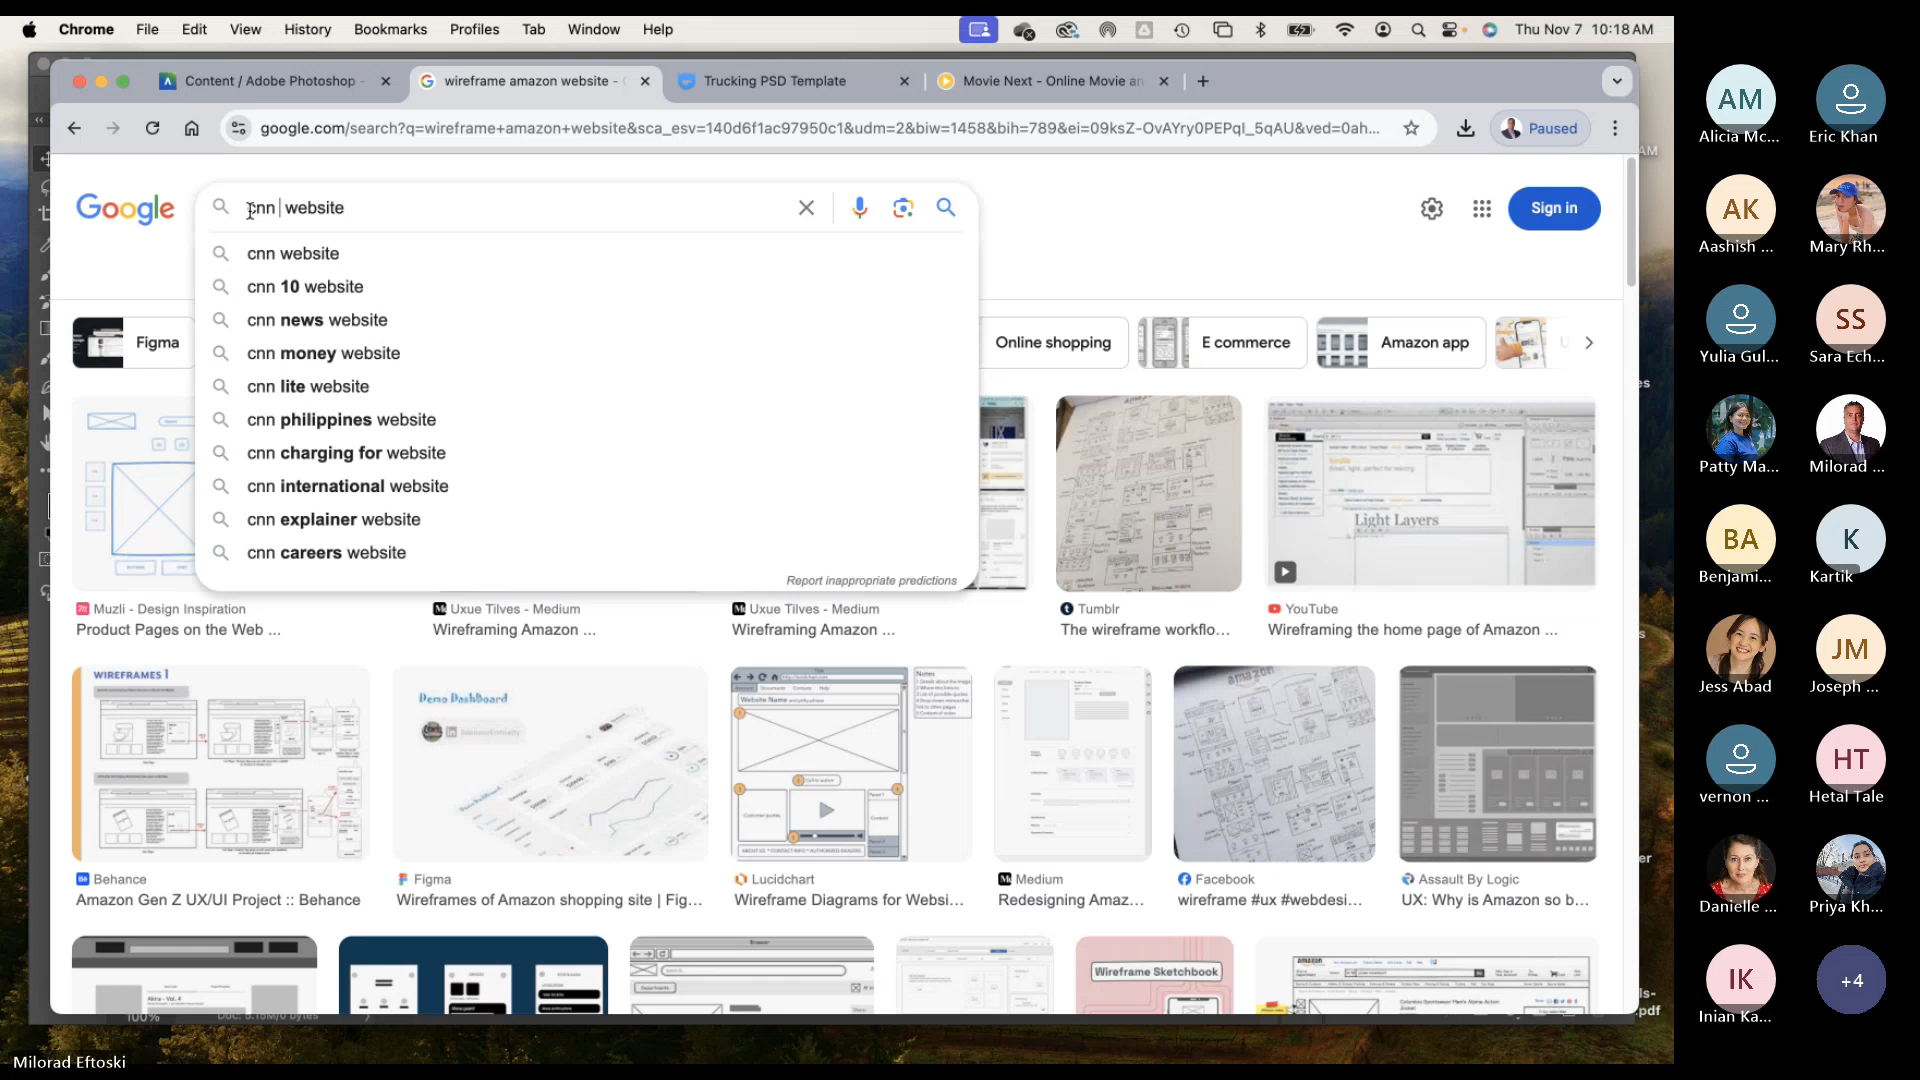 Chrome File Edit View History Bookmarks Profiles Tab Window Help
Thu Nov 7 10:18 AM
Content / Adobe Photoshop -
wireframe amazon website -
Trucking PSD Template
Movie Next - Online Movie an
google.com/search?q=wireframe+amazon+website&sca_esv=140d6f1ac97950c1&udm=2&biw=1458&bih=789&ei=09ksZ-OvAYry0PEPqI_5qAU&ved=0ah...
Paused
Google
cnn website
Sign in
cnn website
cnn 10 website
cnn news website
cnn money website
cnn lite website
cnn philippines website
cnn charging for website
cnn international website
cnn explainer website
cnn careers website
Report inappropriate predictions
Figma
Online shopping
E commerce
Amazon app
Light Layers
Muzli - Design Inspiration
Product Pages on the Web ...
Uxue Tilves - Medium
Wireframing Amazon ...
Uxue Tilves - Medium
Wireframing Amazon ...
Tumblr
The wireframe workflo...
YouTube
Wireframing the home page of Amazon ...
WIREFRAMES 1
Demo DashBoard
Website Name
Notes
amazon
Behance
Amazon Gen Z UX/UI Project :: Behance
Figma
Wireframes of Amazon shopping site | Fig...
Lucidchart
Wireframe Diagrams for Websi...
Medium
Redesigning Amaz...
Facebook
wireframe #ux #webdesi...
Assault By Logic
UX: Why is Amazon so b...
Wireframe Sketchbook
amazon
100%
.pdf
Milorad Eftoski
AM
Alicia Mc...
Eric Khan
AK
Aashish ...
Mary Rh...
Yulia Gul...
SS
Sara Ech...
Patty Ma...
Milorad ...
BA
Benjami...
K
Kartik
Jess Abad
JM
Joseph ...
vernon ...
HT
Hetal Tale
Danielle ...
Priya Kh...
IK
Inian Ka...
+4